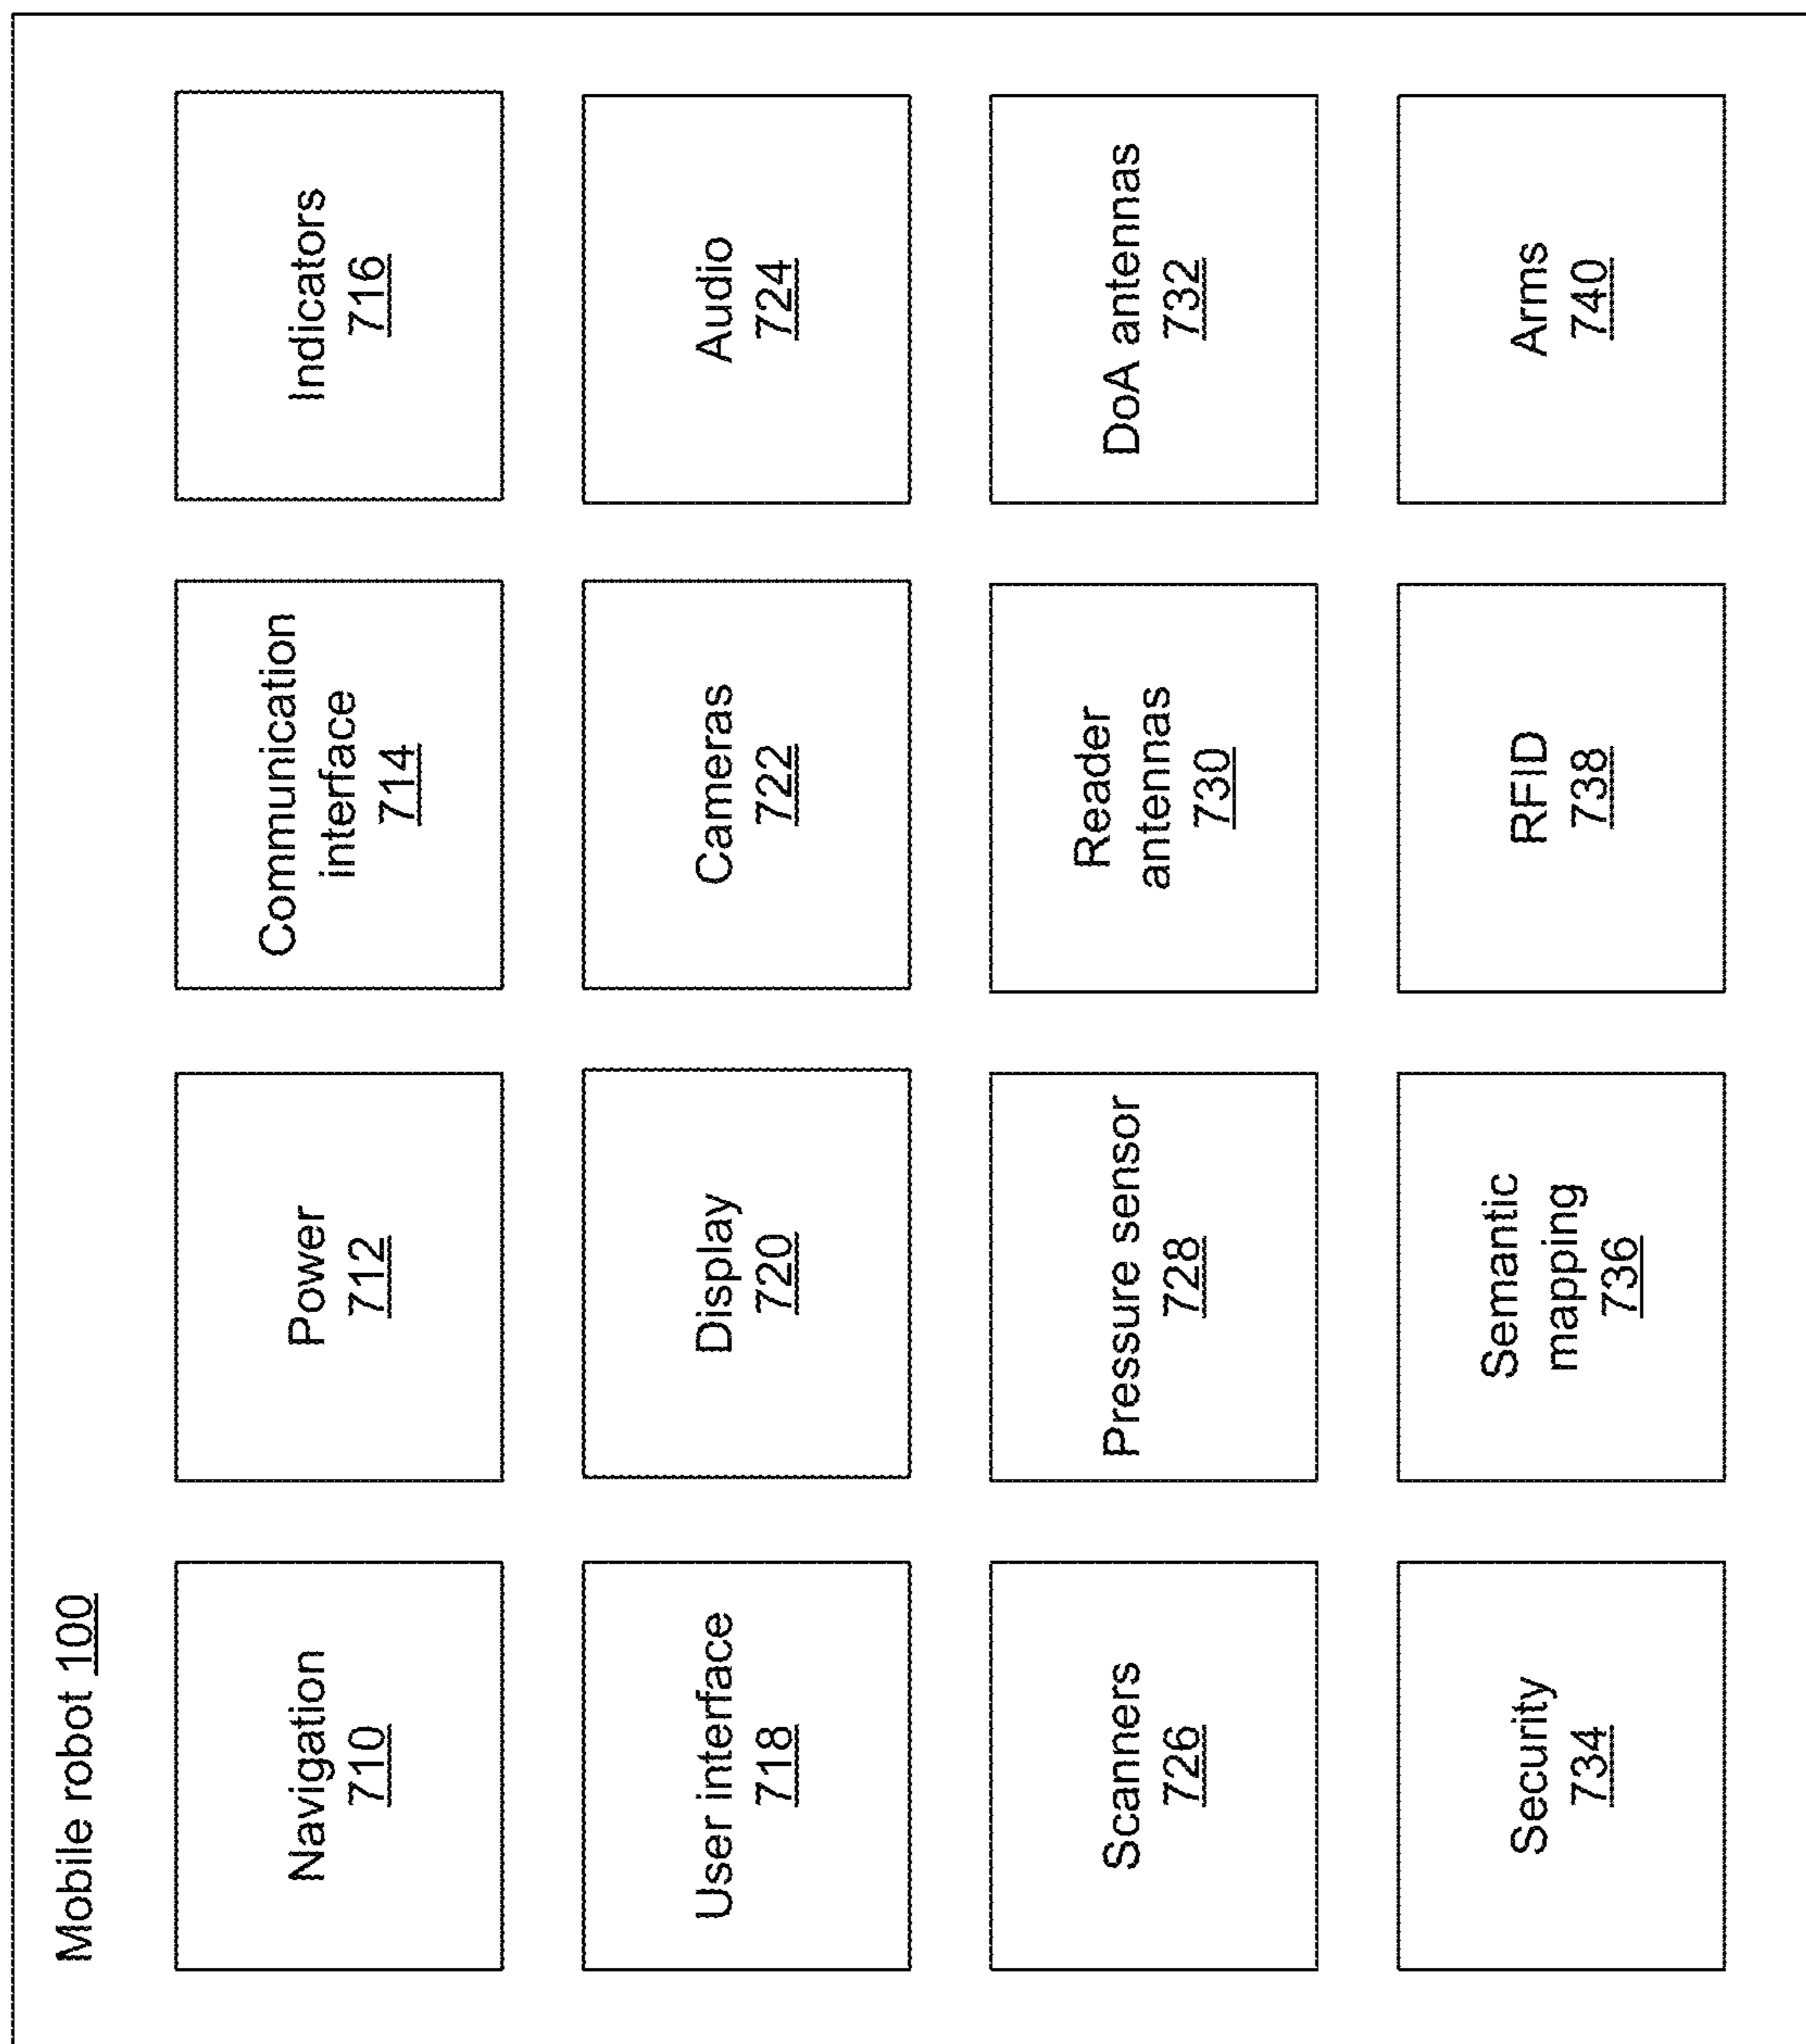 Mobile robot 100
Navigation
710
Power
712
Communication
interface
714
Indicators
716
User interface
718
Display
720
Cameras
722
Audio
724
Scanners
726
Pressure sensor
728
Reader
antennas
730
DoA antennas
732
Security
734
Semantic
mapping
736
RFID
738
Arms
740